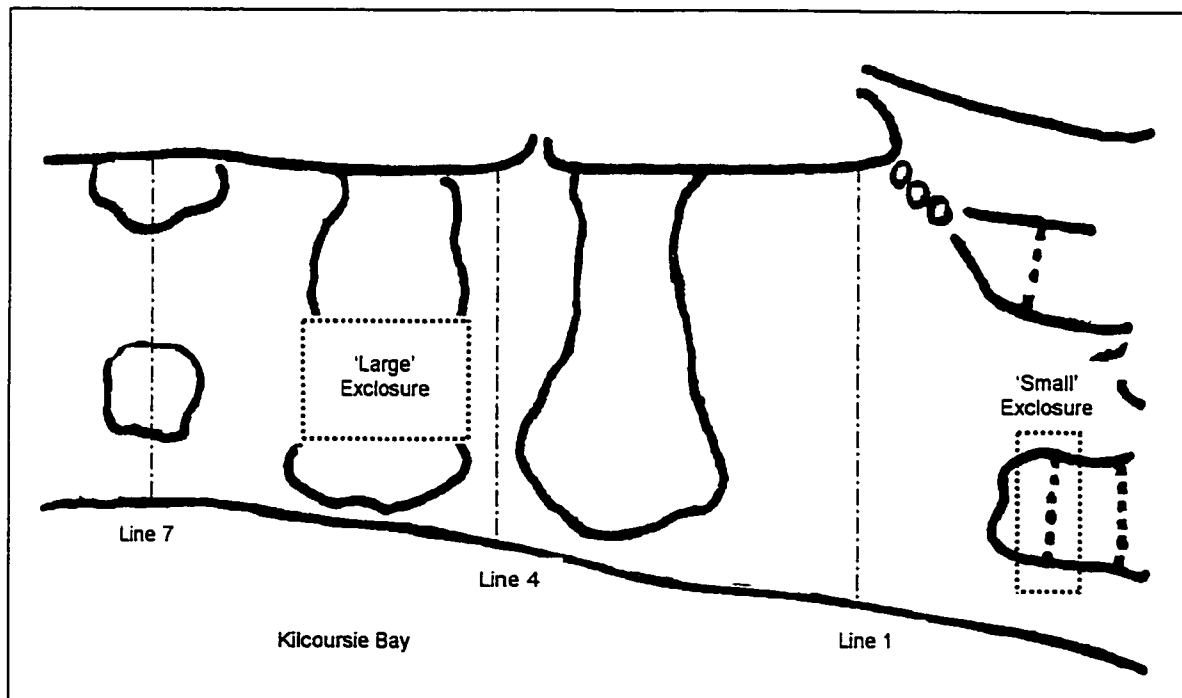 'Large'
Exclosure
'Small'
Exclosure
Line 7
Line 4
Line 1
Kilcoursie Bay